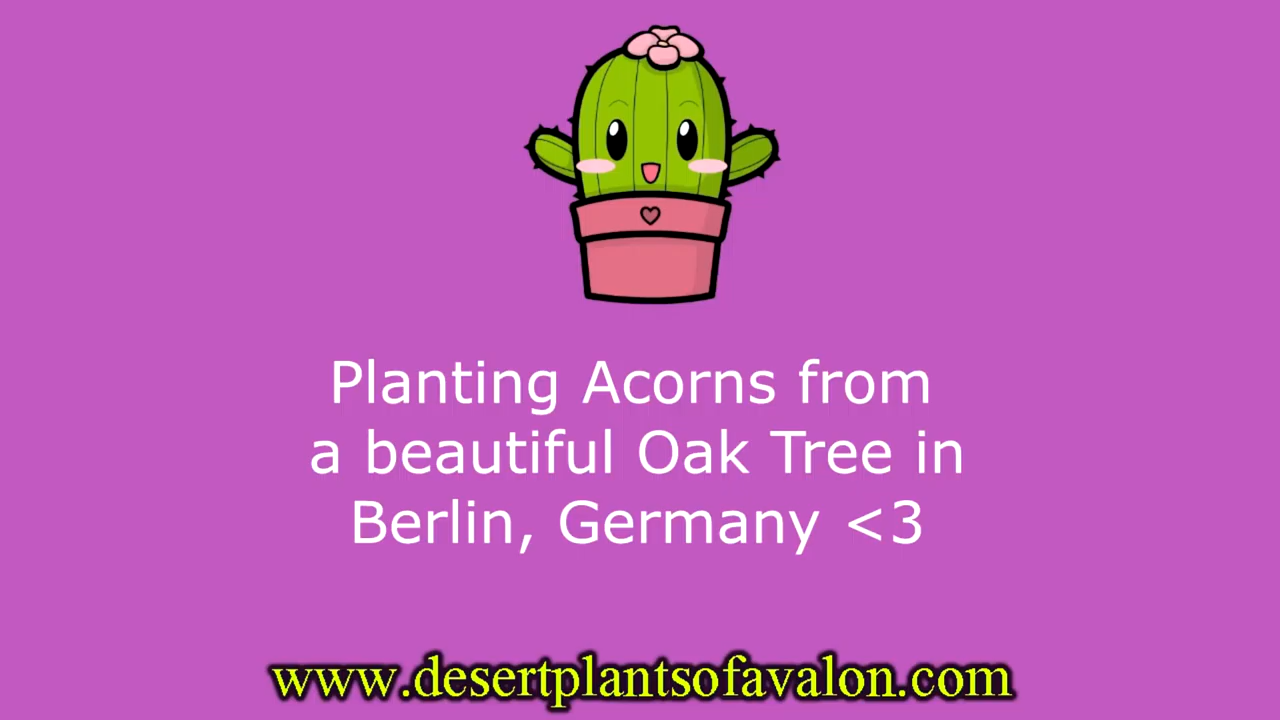 Planting Acorns from
a beautiful Oak Tree in
Berlin, Germany <3
www.desertplantsofavalon.com